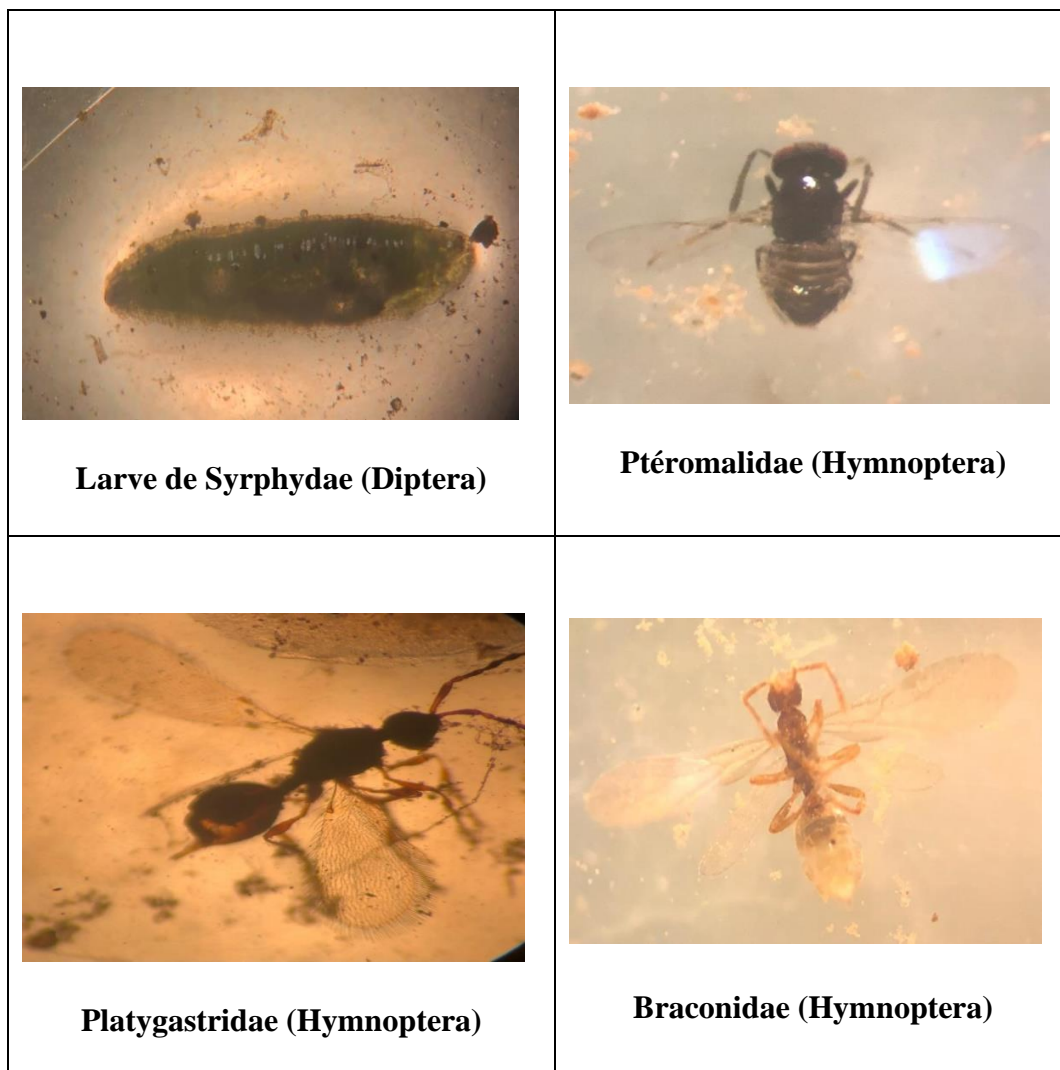 Larve de Syrphydae (Diptera)
Ptéromalidae (Hymnoptera)
Platygastridae (Hymnoptera)
Braconidae (Hymnoptera)